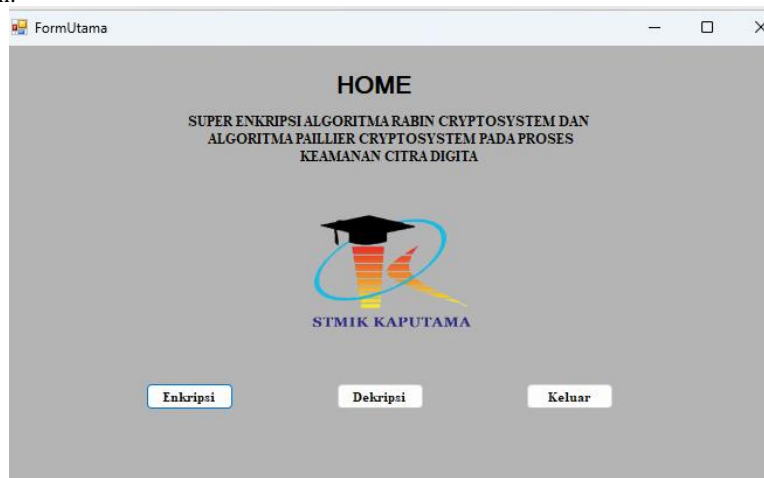 FormUtama
HOME
SUPER ENKRIPSI ALGORITMA RABIN CRYPTOSYSTEM DAN
ALGORITMA PAILLIER CRYPTOSYSTEM PADA PROSES
KEAMANAN CITRA DIGITA
STMIK KAPUTAMA
Enkripsi
Dekripsi
Keluar